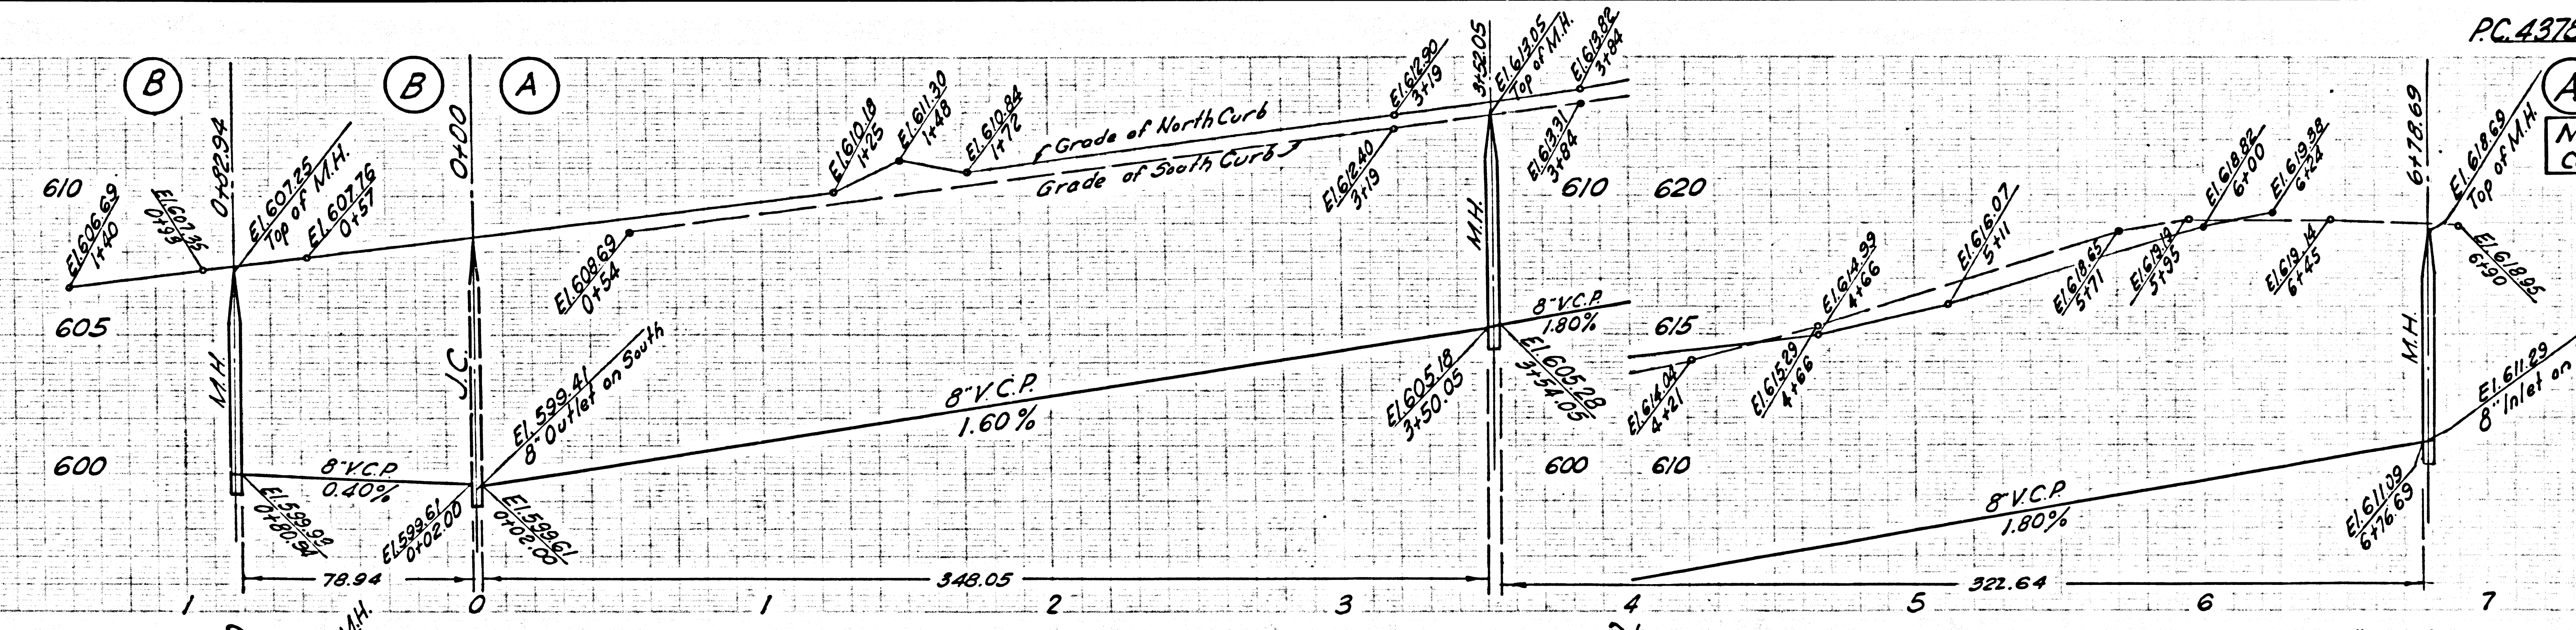 P.C. 4378
B
0+82.94
B
0+00
A
3+52.05
6+78.69
El. 606.69
1+40
El. 607.35
0+93
El. 607.25
Top of M.H.
El. 607.76
0+57
El. 610.18
1+25
El. 611.30
1+48
El. 610.84
1+72
Grade of North Curb
Grade of South Curb
El. 612.90
3+19
El. 612.40
3+19
El. 613.05
Top of M.H.
El. 613.82
3+84
El. 613.31
3+84
El. 608.69
0+54
610
605
600
610
600
620
615
610
El. 614.04
4+21
El. 614.99
4+66
El. 615.29
4+66
El. 616.07
5+11
El. 618.65
5+71
El. 619.19
5+95
El. 618.82
6+00
El. 619.38
6+24
El. 619.14
6+45
El. 618.69
Top of M.H.
El. 618.95
6+90
M.H.
J.C.
M.H.
M.H.
El. 599.41
8" Outlet on South
8" V.C.P.
0.40%
8" V.C.P.
1.60%
8" V.C.P.
1.80%
8" V.C.P.
1.80%
El. 599.93
0+80.94
El. 599.61
0+02.00
El. 599.61
0+02.00
El. 605.18
3+50.05
El. 605.28
3+54.05
El. 611.09
6+76.69
El. 611.29
8" Inlet on
78.94
348.05
322.64
1 0 1 2 3 4 5 6 7
M.H.